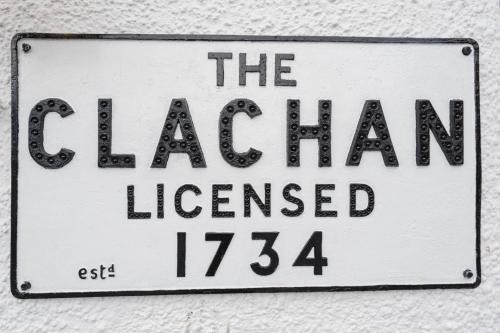 THE
CLACHAN
LICENSED
estd 1734